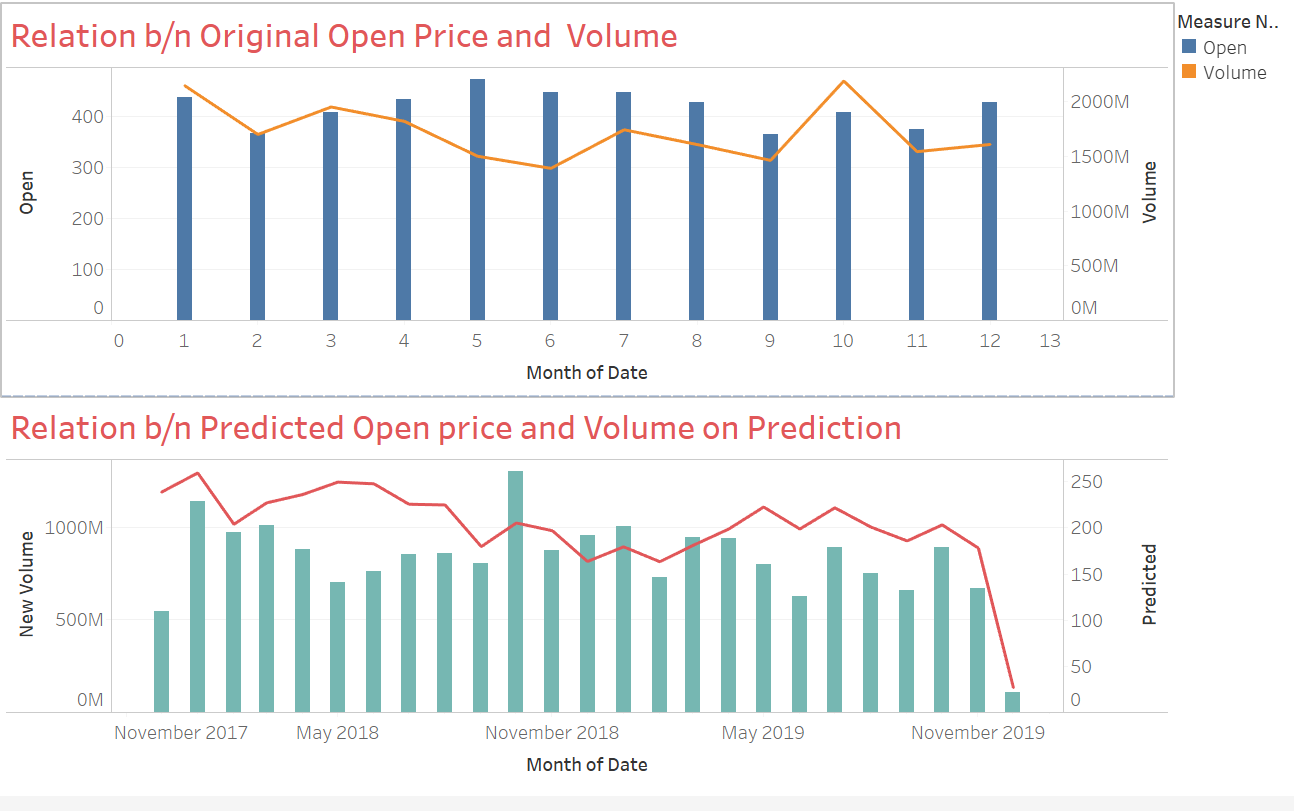 Relation b/n Original Open Price and  Volume
Measure N..
Open
Volume
400
300
200
100
0
Open
2000M
1500M
1000M
500M
0M
Volume
0 1 2 3 4 5 6 7 8 9 10 11 12 13
Month of Date
Relation b/n Predicted Open price and Volume on Prediction
1000M
500M
0M
New Volume
250
200
150
100
50
0
Predicted
November 2017 May 2018 November 2018 May 2019 November 2019
Month of Date